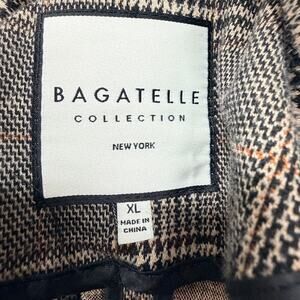 BAGATELLE
COLLECTION
NEW YORK
XL
MADE IN
CHINA